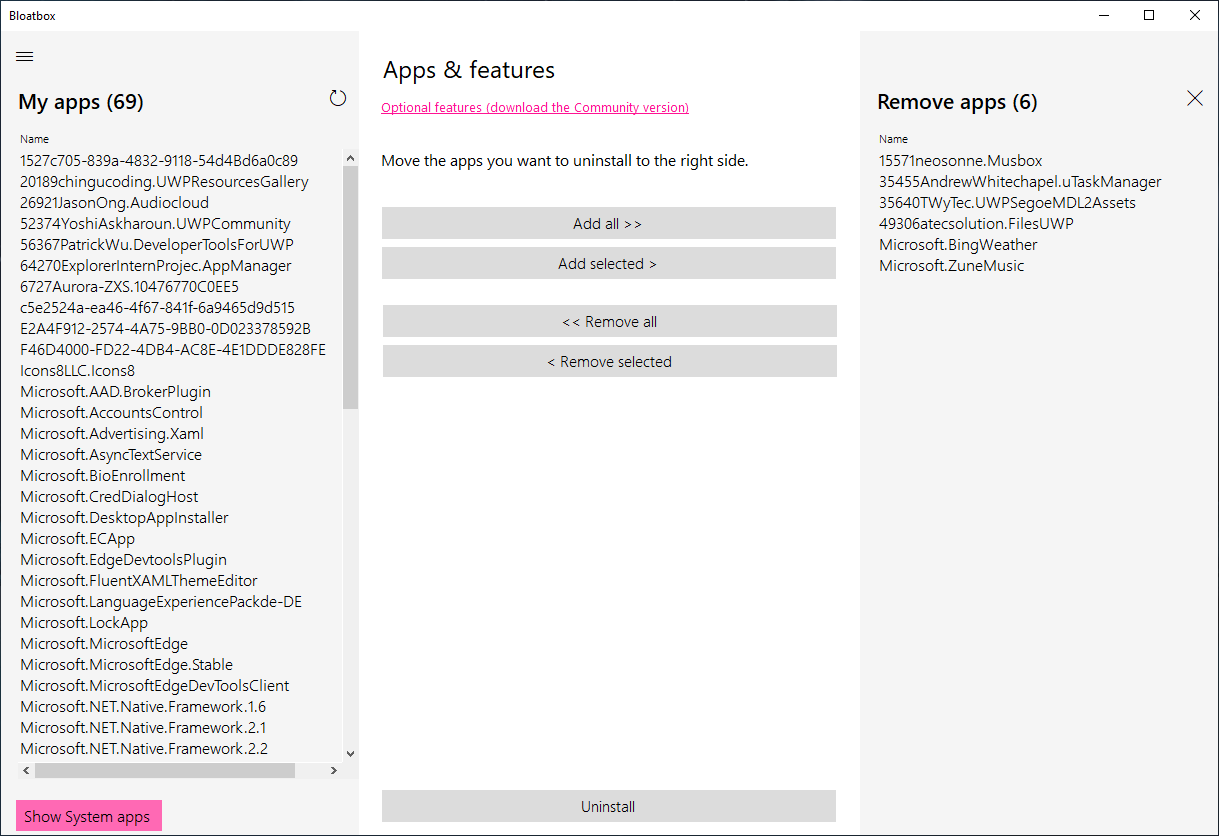 Bloatbox
My apps (69)
Name
1527c705-839a-4832-9118-54d4Bd6a0c89
20189chingucoding.UWPResourcesGallery
26921JasonOng.Audiocloud
52374YoshiAskharoun.UWPCommunity
56367PatrickWu.DeveloperToolsForUWP
64270ExplorerInternProjec.AppManager
6727Aurora-ZXS.10476770C0EE5
c5e2524a-ea46-4f67-841f-6a9465d9d515
E2A4F912-2574-4A75-9BB0-0D023378592B
F46D4000-FD22-4DB4-AC8E-4E1DDDE828FE
Icons8LLC.Icons8
Microsoft.AAD.BrokerPlugin
Microsoft.AccountsControl
Microsoft.Advertising.Xaml
Microsoft.AsyncTextService
Microsoft.BioEnrollment
Microsoft.CredDialogHost
Microsoft.DesktopAppInstaller
Microsoft.ECApp
Microsoft.EdgeDevtoolsPlugin
Microsoft.FluentXAMLThemeEditor
Microsoft.LanguageExperiencePackde-DE
Microsoft.LockApp
Microsoft.MicrosoftEdge
Microsoft.MicrosoftEdge.Stable
Microsoft.MicrosoftEdgeDevToolsClient
Microsoft.NET.Native.Framework.1.6
Microsoft.NET.Native.Framework.2.1
Microsoft.NET.Native.Framework.2.2
Show System apps
Apps & features
Optional features (download the Community version)
Move the apps you want to uninstall to the right side.
Add all >>
Add selected >
<< Remove all
< Remove selected
Uninstall
Remove apps (6)
Name
15571neosonne.Musbox
35455AndrewWhitechapel.uTaskManager
35640TWyTec.UWPSegoeMDL2Assets
49306atecsolution.FilesUWP
Microsoft.BingWeather
Microsoft.ZuneMusic